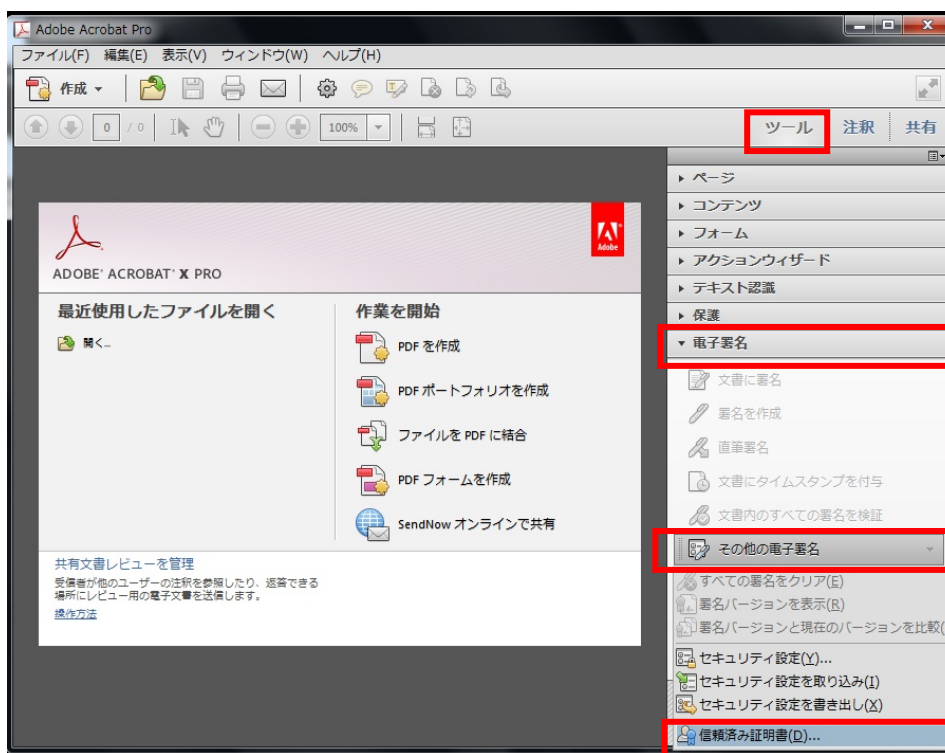 Adobe Acrobat Pro
ファイル(F) 編集(E) 表示(V) ウィンドウ(W) ヘルプ(H)
作成
0 / 0 100% ツール 注釈 共有
ページ
コンテンツ
フォーム
アクションウィザード
テキスト認識
保護
電子署名
文書に署名
署名を作成
直筆署名
文書にタイムスタンプを付与
文書内のすべての署名を検証
その他の電子署名
すべての署名をクリア(E)
署名バージョンを表示(R)
署名バージョンと現在のバージョンを比較(
セキュリティ設定(Y)...
セキュリティ設定を取り込み(I)
セキュリティ設定を書き出し(X)
信頼済み証明書(D)...
Adobe
ADOBE® ACROBAT® X PRO
最近使用したファイルを開く
開く...
作業を開始
PDF を作成
PDF ポートフォリオを作成
ファイルを PDF に結合
PDF フォームを作成
SendNow オンラインで共有
共有文書レビューを管理
受信者が他のユーザーの注釈を参照したり、返答できる
場所にレビュー用の電子文書を送信します。
操作方法